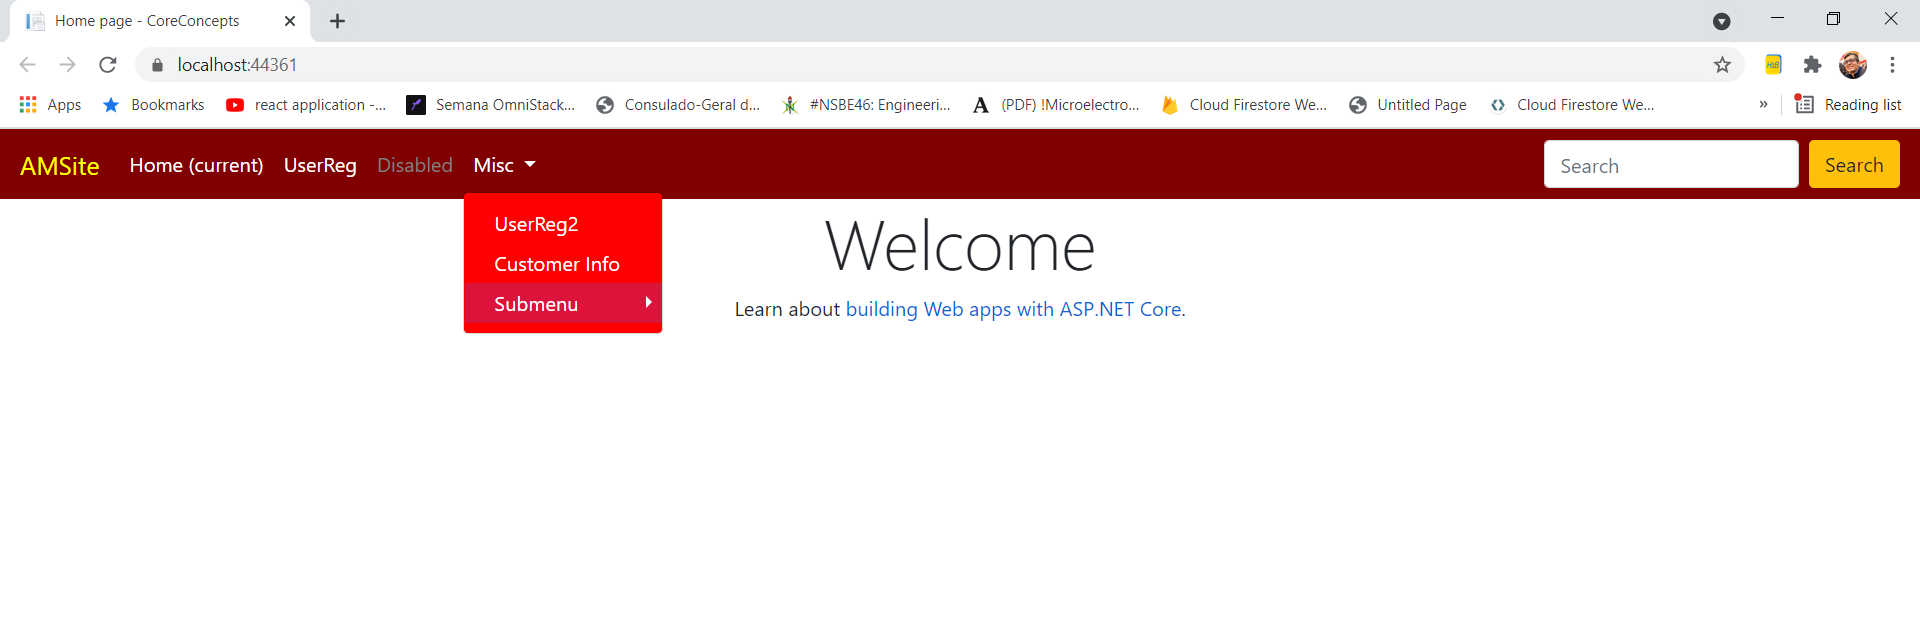 Home page - CoreConcepts
localhost:44361
Apps Bookmarks react application -... Semana OmniStack... Consulado-Geral d... #NSBE46: Engineeri... (PDF) !Microelectro... Cloud Firestore We... Untitled Page Cloud Firestore We... » Reading list
AMSite Home (current) UserReg Disabled Misc Search Search
UserReg2
Customer Info
Submenu
Welcome
Learn about building Web apps with ASP.NET Core.